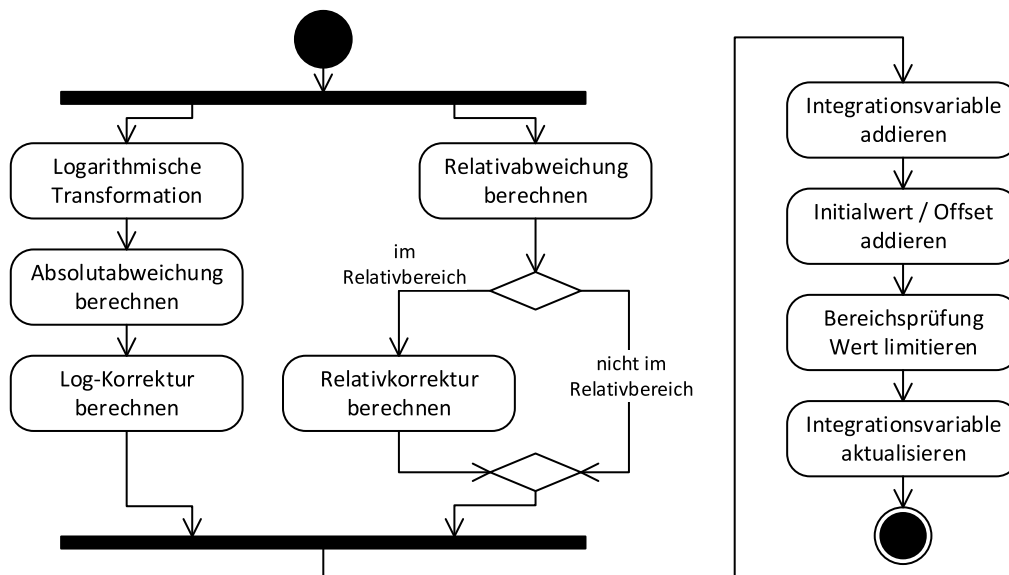 Logarithmische
Transformation
Absolutabweichung
berechnen
Log-Korrektur
berechnen
Relativabweichung
berechnen
im
Relativbereich
Relativkorrektur
berechnen
nicht im
Relativbereich
Integrationsvariable
addieren
Initialwert / Offset
addieren
Bereichsprüfung
Wert limitieren
Integrationsvariable
aktualisieren